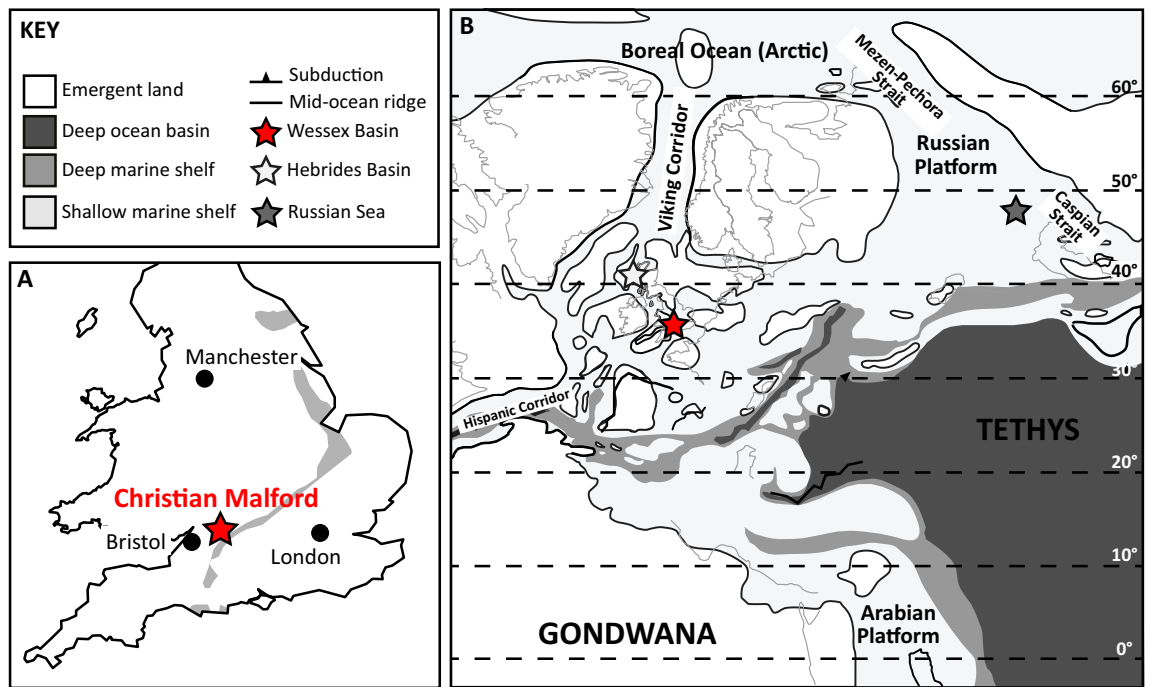 KEY
Emergent land
Deep ocean basin
Deep marine shelf
Shallow marine shelf
Subduction
Mid-ocean ridge
Wessex Basin
Hebrides Basin
Russian Sea
A
Manchester
Christian Malford
Bristol
London
B
Boreal Ocean (Arctic)
Mezen-Pechora
Strait
60°
Viking Corridor
Russian
Platform
50°
Caspian
Strait
40°
30°
Hispanic Corridor
TETHYS
20°
10°
GONDWANA
Arabian
Platform
0°